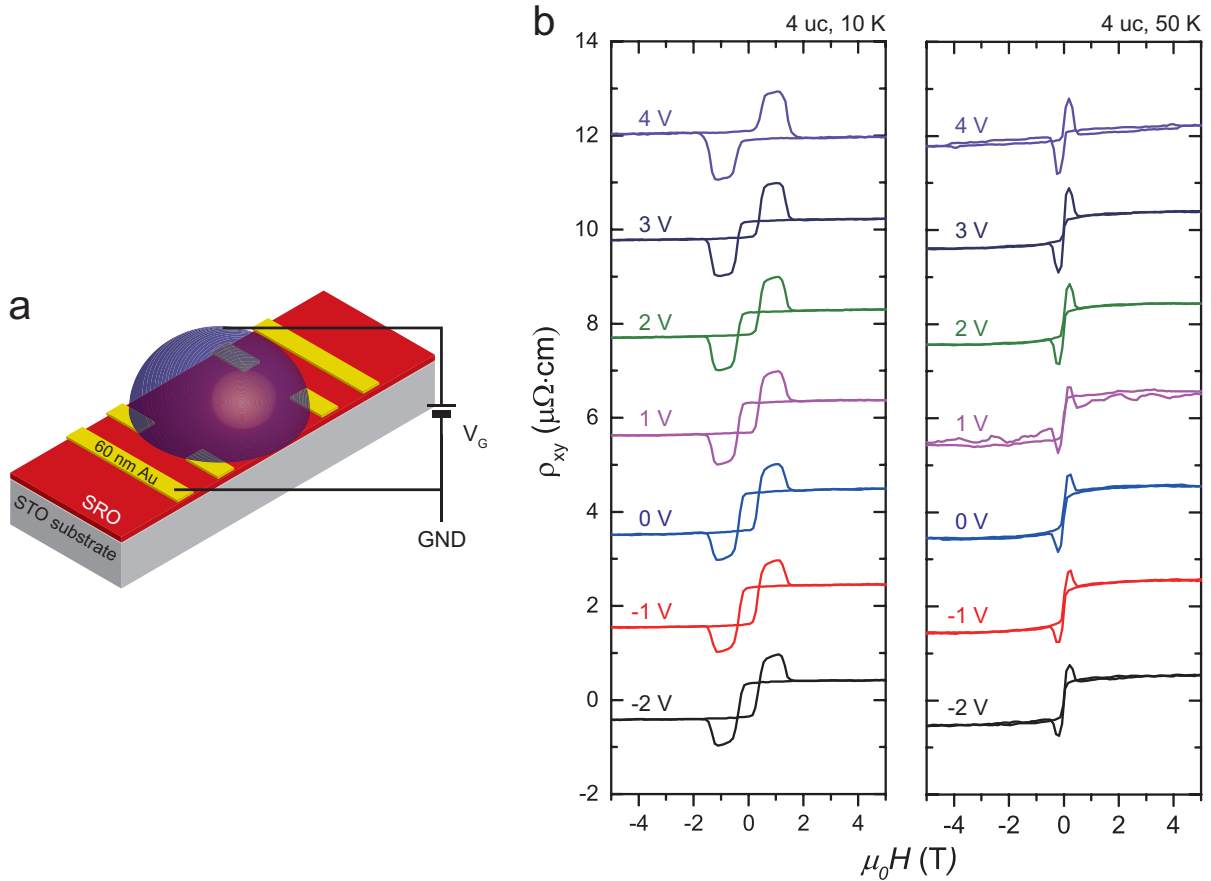 a
60 nm Au
SRO
STO substrate
V_G
GND
b
4 uc, 10 K
4 uc, 50 K
ρxy (μΩ·cm)
14
12
10
8
6
4
2
0
-2
4 V
3 V
2 V
1 V
0 V
-1 V
-2 V
4 V
3 V
2 V
1 V
0 V
-1 V
-2 V
-4 -2 0 2 4
-4 -2 0 2 4
μ0H (T)